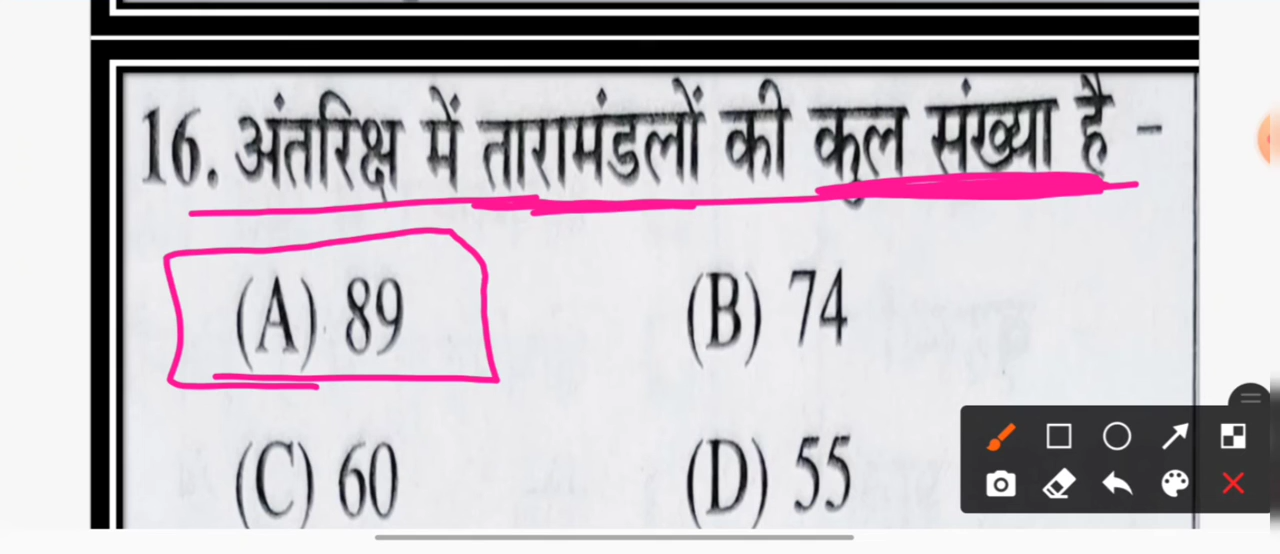 16. अंतरिक्ष में तारामंडलों की कुल संख्या है -
(A) 89 (B) 74
(C) 60 (D) 55